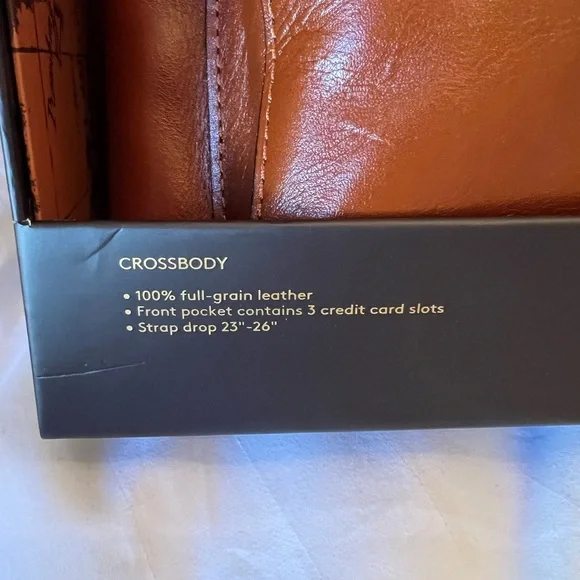 CROSSBODY
• 100% full-grain leather
• Front pocket contains 3 credit card slots
• Strap drop 23"-26"